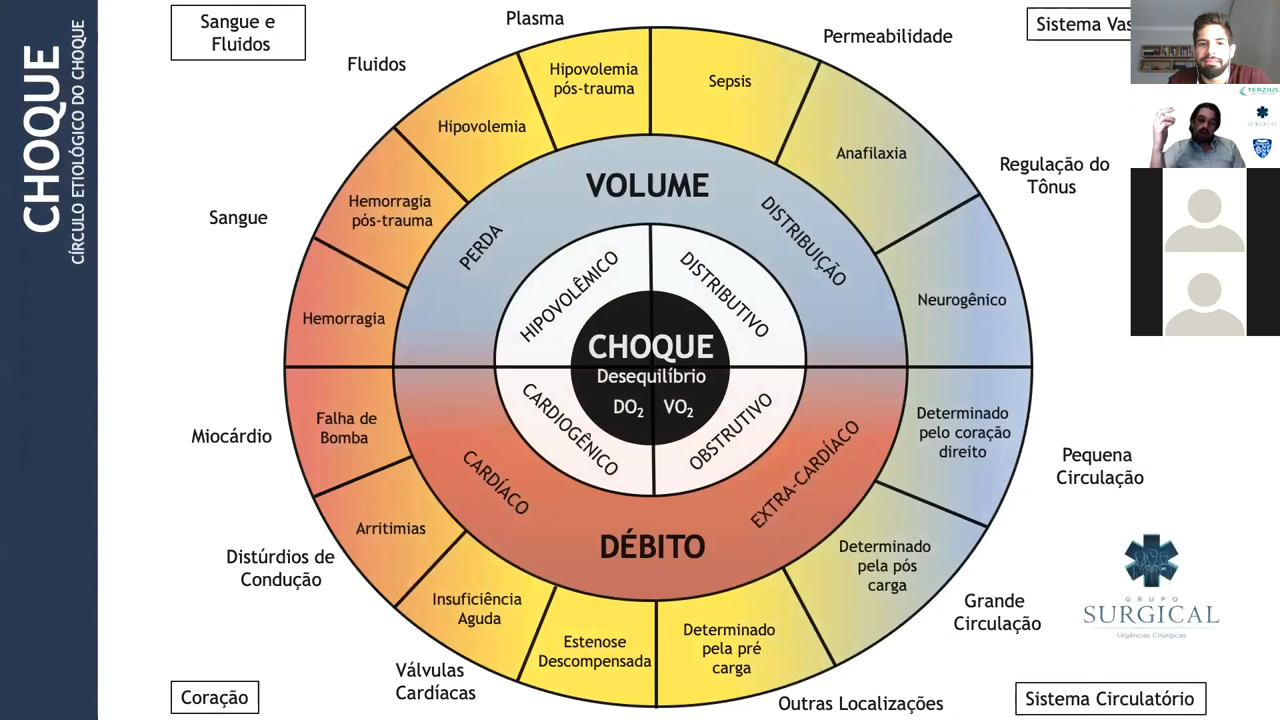 CHOQUE
CÍRCULO ETIOLÓGICO DO CHOQUE
Sangue e
Fluidos
Plasma
Permeabilidade
Sistema Vas
Fluidos
Hipovolemia
pós-trauma
Sepsis
Hipovolemia
Anafilaxia
Regulação do
Tônus
TERZIUS
SURGICAL
Sangue
Hemorragia
pós-trauma
VOLUME
PERDA
DISTRIBUIÇÃO
HIPOVOLÊMICO
DISTRIBUTIVO
Hemorragia
Neurogênico
CHOQUE
Desequilíbrio
DO₂ VO₂
CARDIOGÊNICO
OBSTRUTIVO
Miocárdio
Falha de
Bomba
Determinado
pelo coração
direito
Pequena
Circulação
CARDÍACO
EXTRA-CARDÍACO
DÉBITO
Arritimias
Distúrdios de
Condução
Determinado
pela pós
carga
Grande
Circulação
Insuficiência
Aguda
Estenose
Descompensada
Determinado
pela pré
carga
Válvulas
Cardíacas
Outras Localizações
GRUPO
SURGICAL
Urgências Cirúrgicas
Coração
Sistema Circulatório